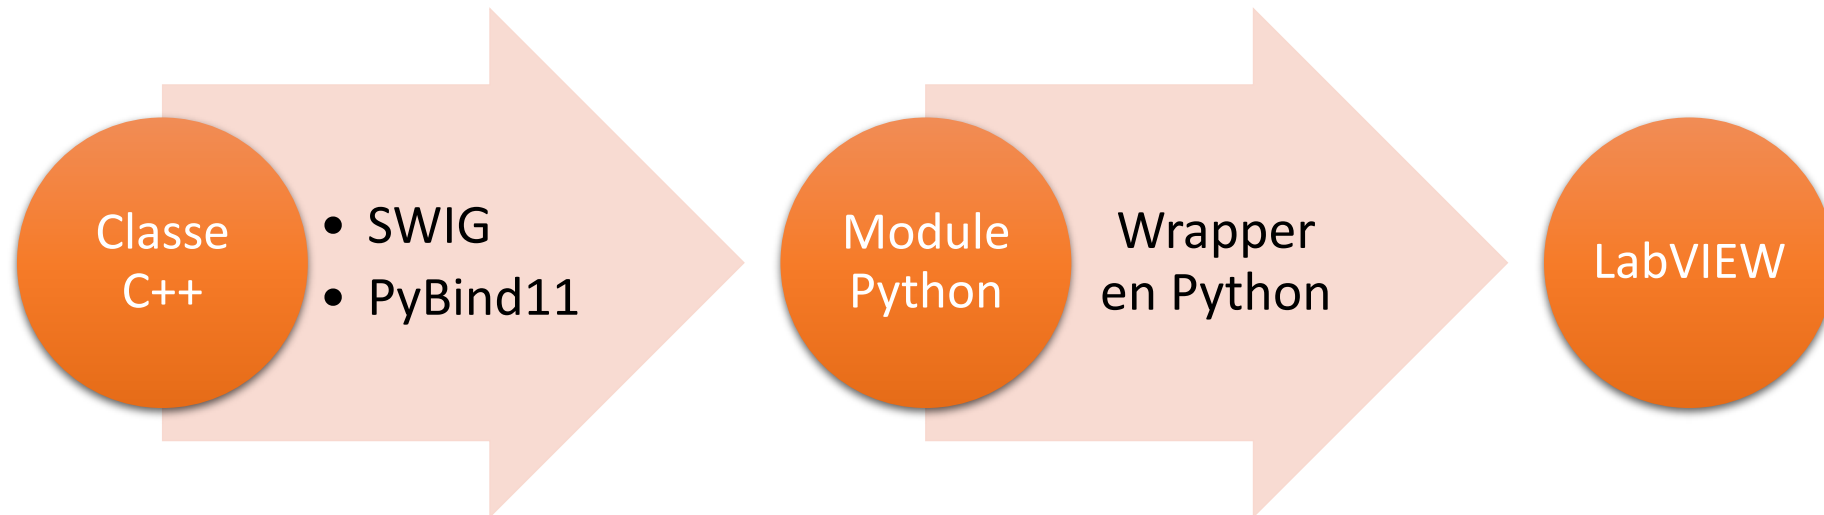 Classe
C++
• SWIG
• PyBind11
Module
Python
Wrapper
en Python
LabVIEW